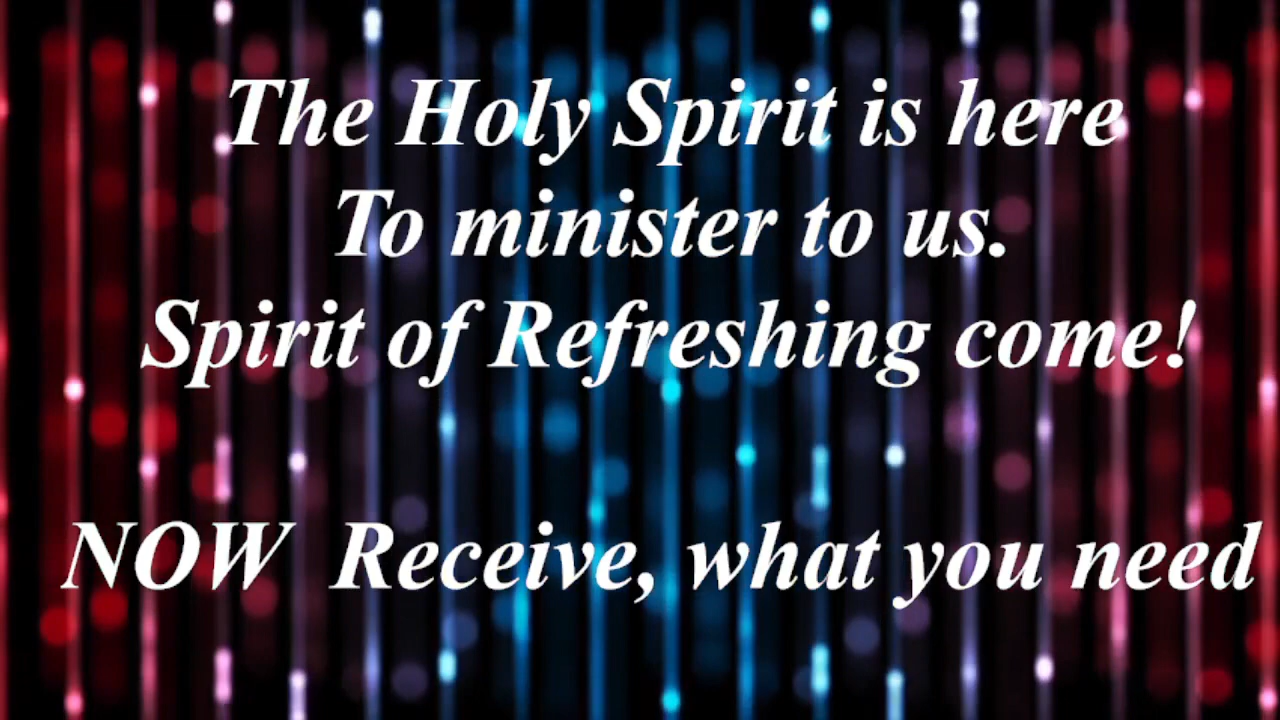 The Holy Spirit is here
To minister to us.
Spirit of Refreshing come!
NOW Receive, what you need